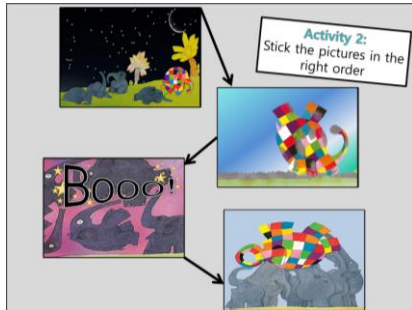 Activity 2:
Stick the pictures in the
right order
Booo!